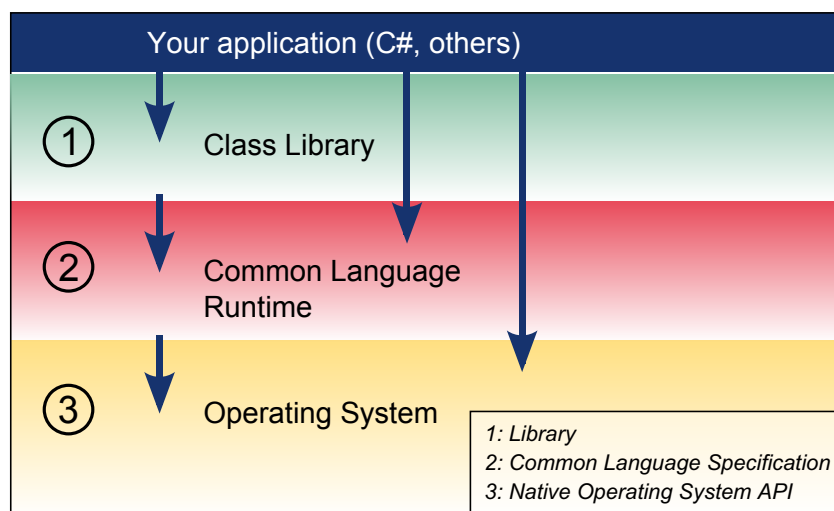 Your application (C#, others)
1
Class Library
2
Common Language
Runtime
3
Operating System
1: Library
2: Common Language Specification
3: Native Operating System API